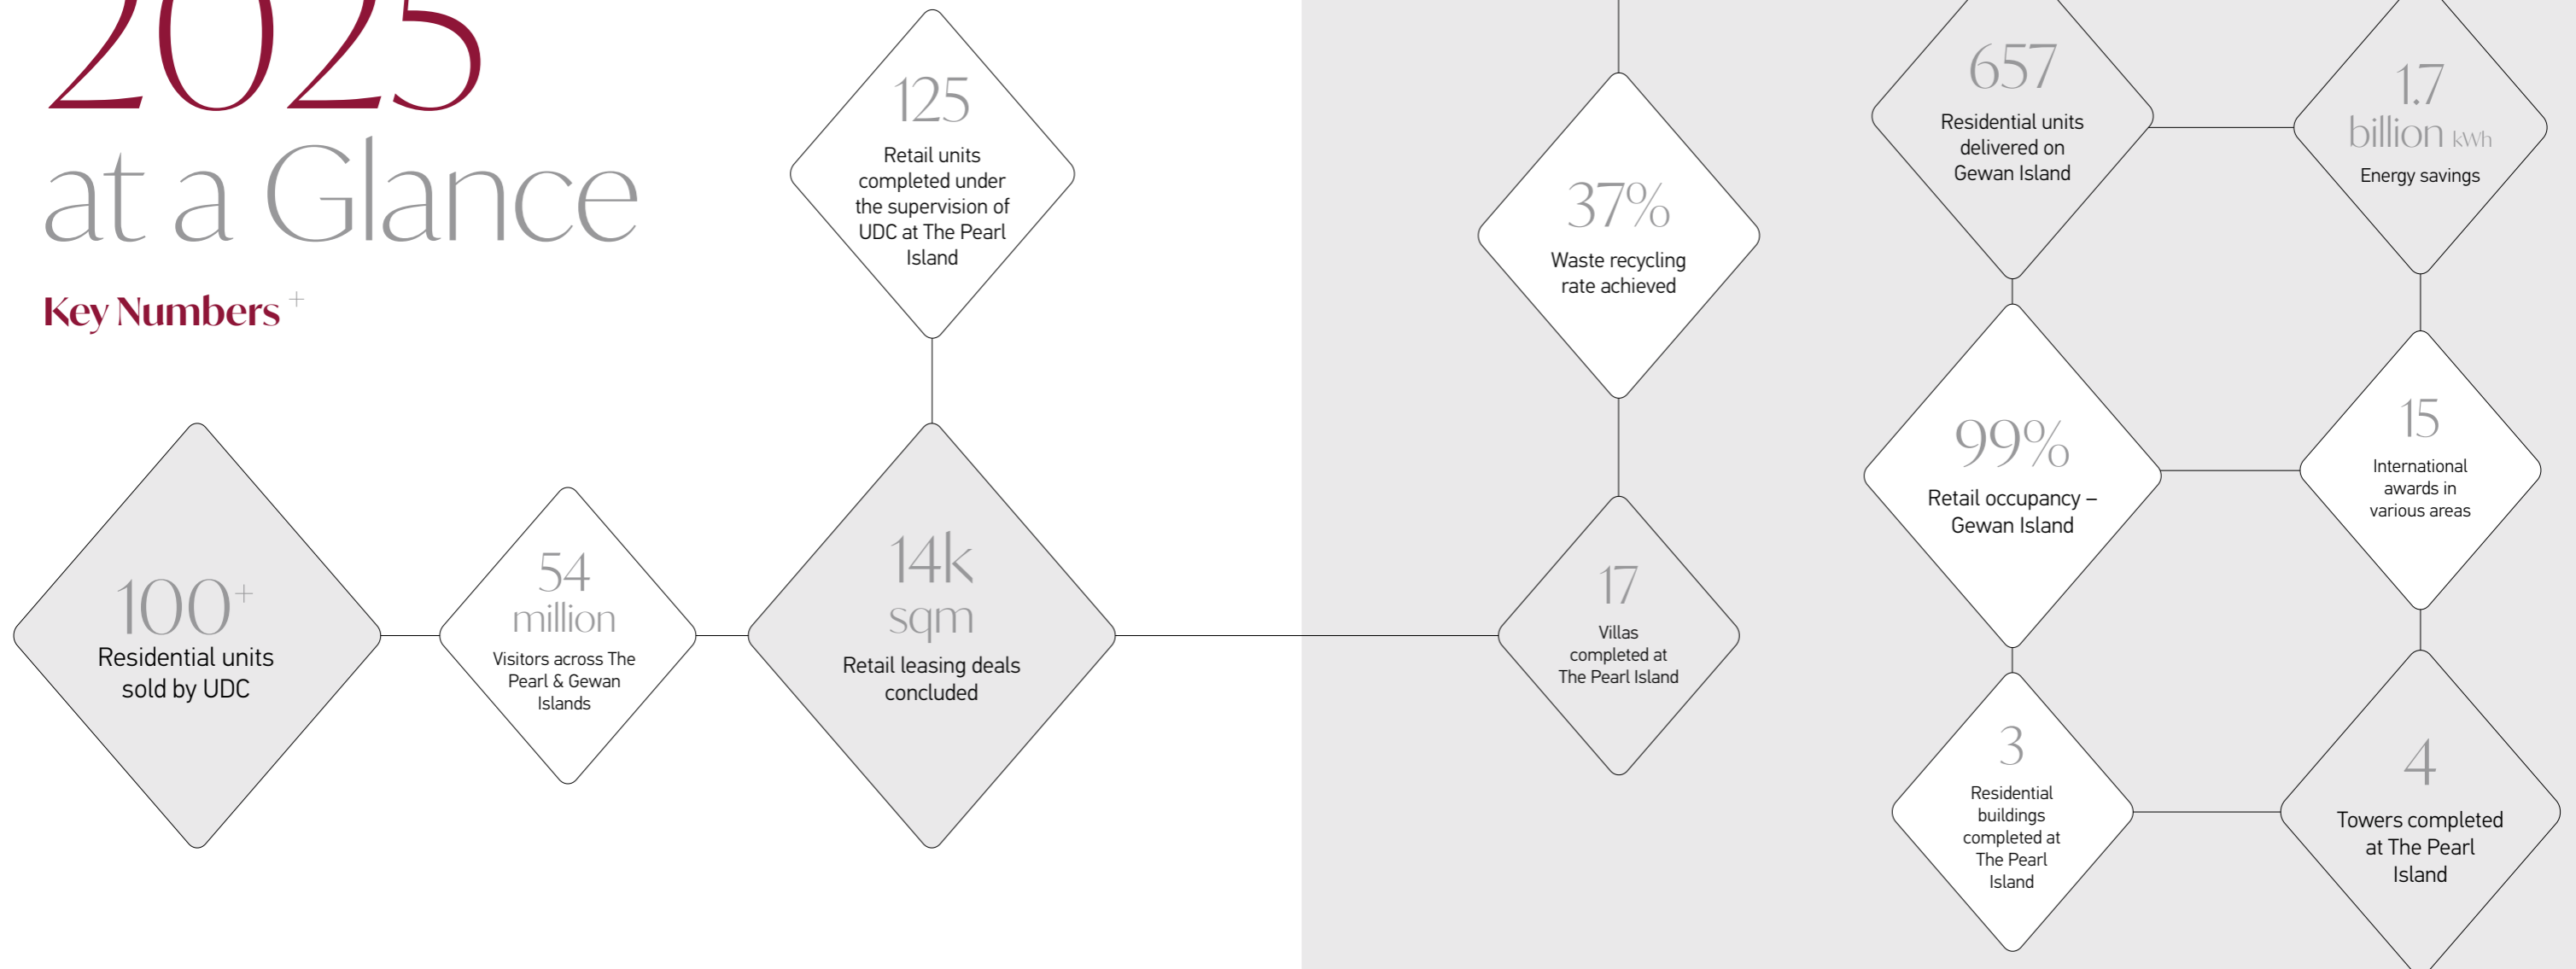 2025
at a Glance
Key Numbers +
125
Retail units
completed under
the supervision of
UDC at The Pearl
Island
100+
Residential units
sold by UDC
54
million
Visitors across The
Pearl & Gewan
Islands
14k
sqm
Retail leasing deals
concluded
37%
Waste recycling
rate achieved
17
Villas
completed at
The Pearl Island
657
Residential units
delivered on
Gewan Island
1.7
billion kWh
Energy savings
99%
Retail occupancy –
Gewan Island
15
International
awards in
various areas
3
Residential
buildings
completed at
The Pearl
Island
4
Towers completed
at The Pearl
Island